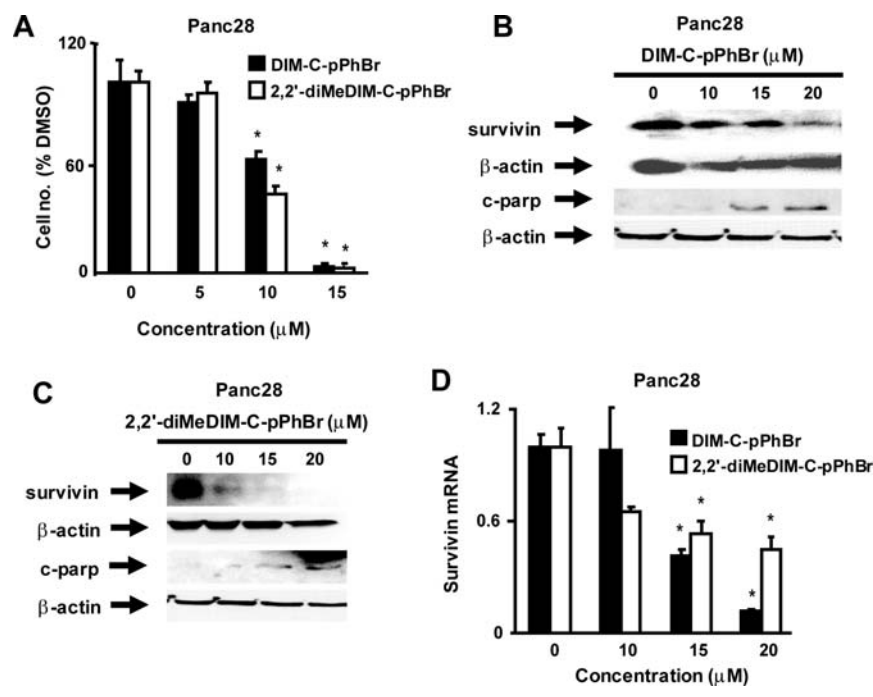 A
Panc28
120
60
0
Cell no. (% DMSO)
DIM-C-pPhBr
2,2'-diMeDIM-C-pPhBr
*
*
*
*
0 5 10 15
Concentration (μM)
B
Panc28
DIM-C-pPhBr (μM)
0 10 15 20
survivin
β-actin
c-parp
β-actin
C
Panc28
2,2'-diMeDIM-C-pPhBr (μM)
0 10 15 20
survivin
β-actin
c-parp
β-actin
D
Panc28
1.2
0.6
0
Survivin mRNA
DIM-C-pPhBr
2,2'-diMeDIM-C-pPhBr
*
*
*
*
0 10 15 20
Concentration (μM)